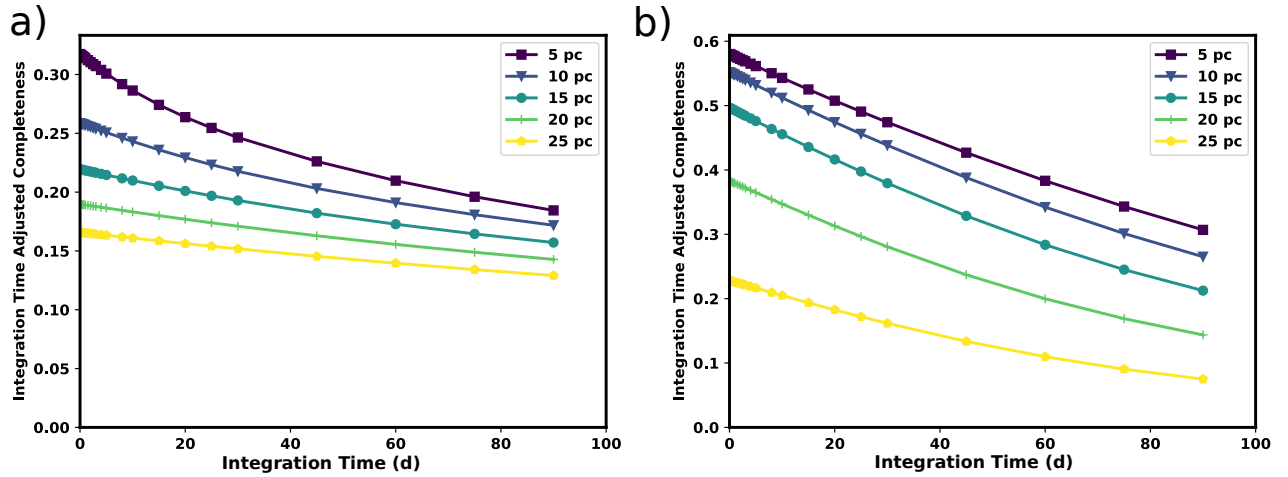 a)
Integration Time Adjusted Completeness
0.30
0.25
0.20
0.15
0.10
0.05
0.00
0
20
40
60
80
100
Integration Time (d)
5 pc
10 pc
15 pc
20 pc
25 pc
b)
Integration Time Adjusted Completeness
0.6
0.5
0.4
0.3
0.2
0.1
0.0
0
20
40
60
80
100
Integration Time (d)
5 pc
10 pc
15 pc
20 pc
25 pc